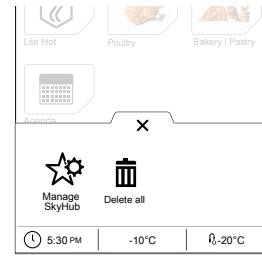 Lite Hot
Poultry
Bakery / Pastry
Agenda
Manage
SkyHub
Delete all
5:30 PM
-10°C
-20°C